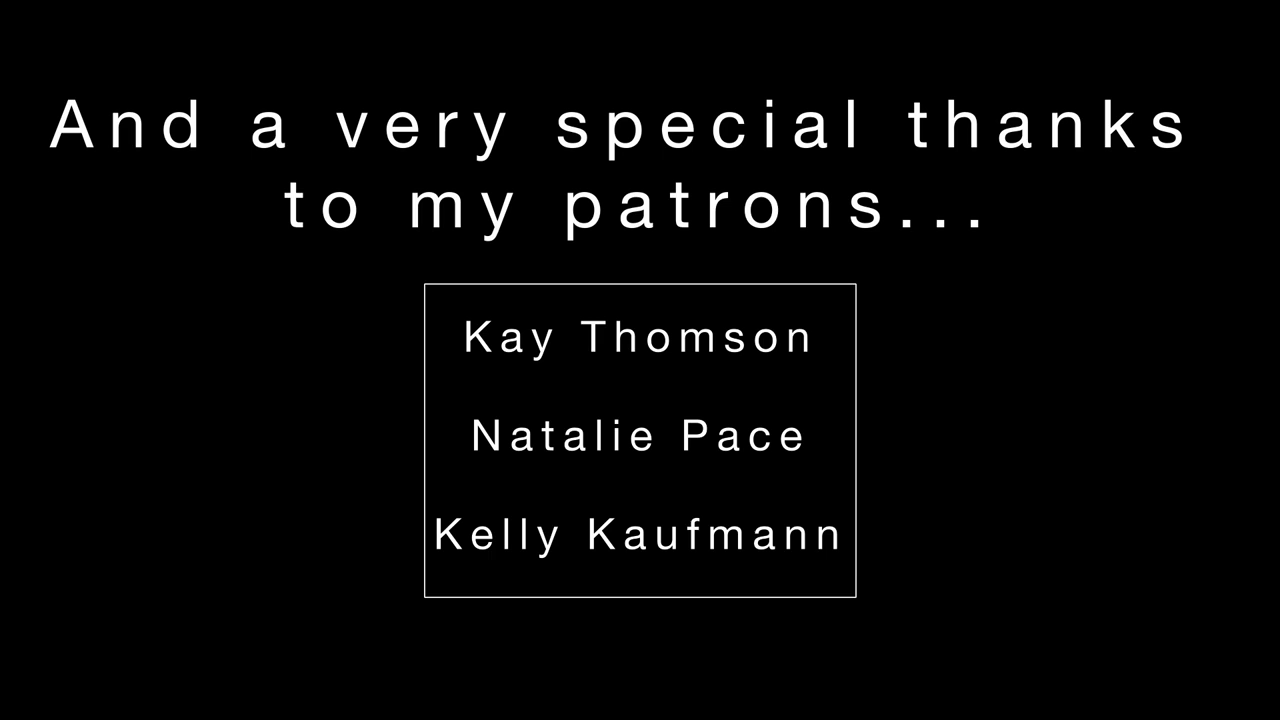 And a very special thanks
to my patrons...
Kay Thomson
Natalie Pace
Kelly Kaufmann